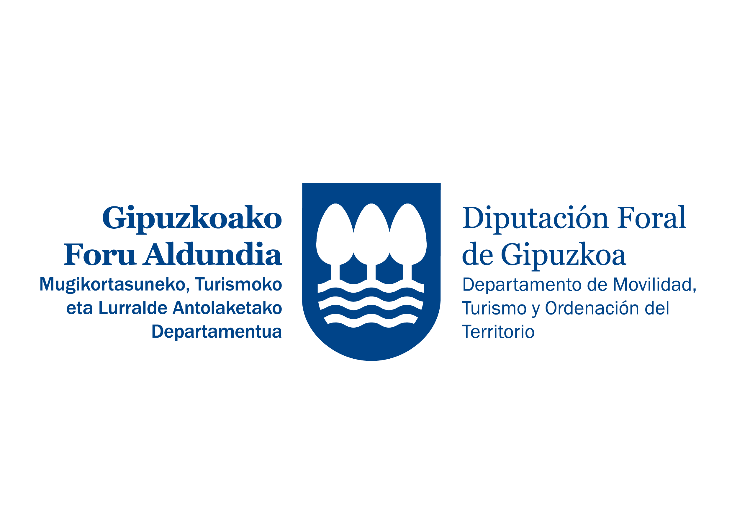 Gipuzkoako
Foru Aldundia
Mugikortasuneko, Turismoko
eta Lurralde Antolaketako
Departamentua
Diputación Foral
de Gipuzkoa
Departamento de Movilidad,
Turismo y Ordenación del
Territorio